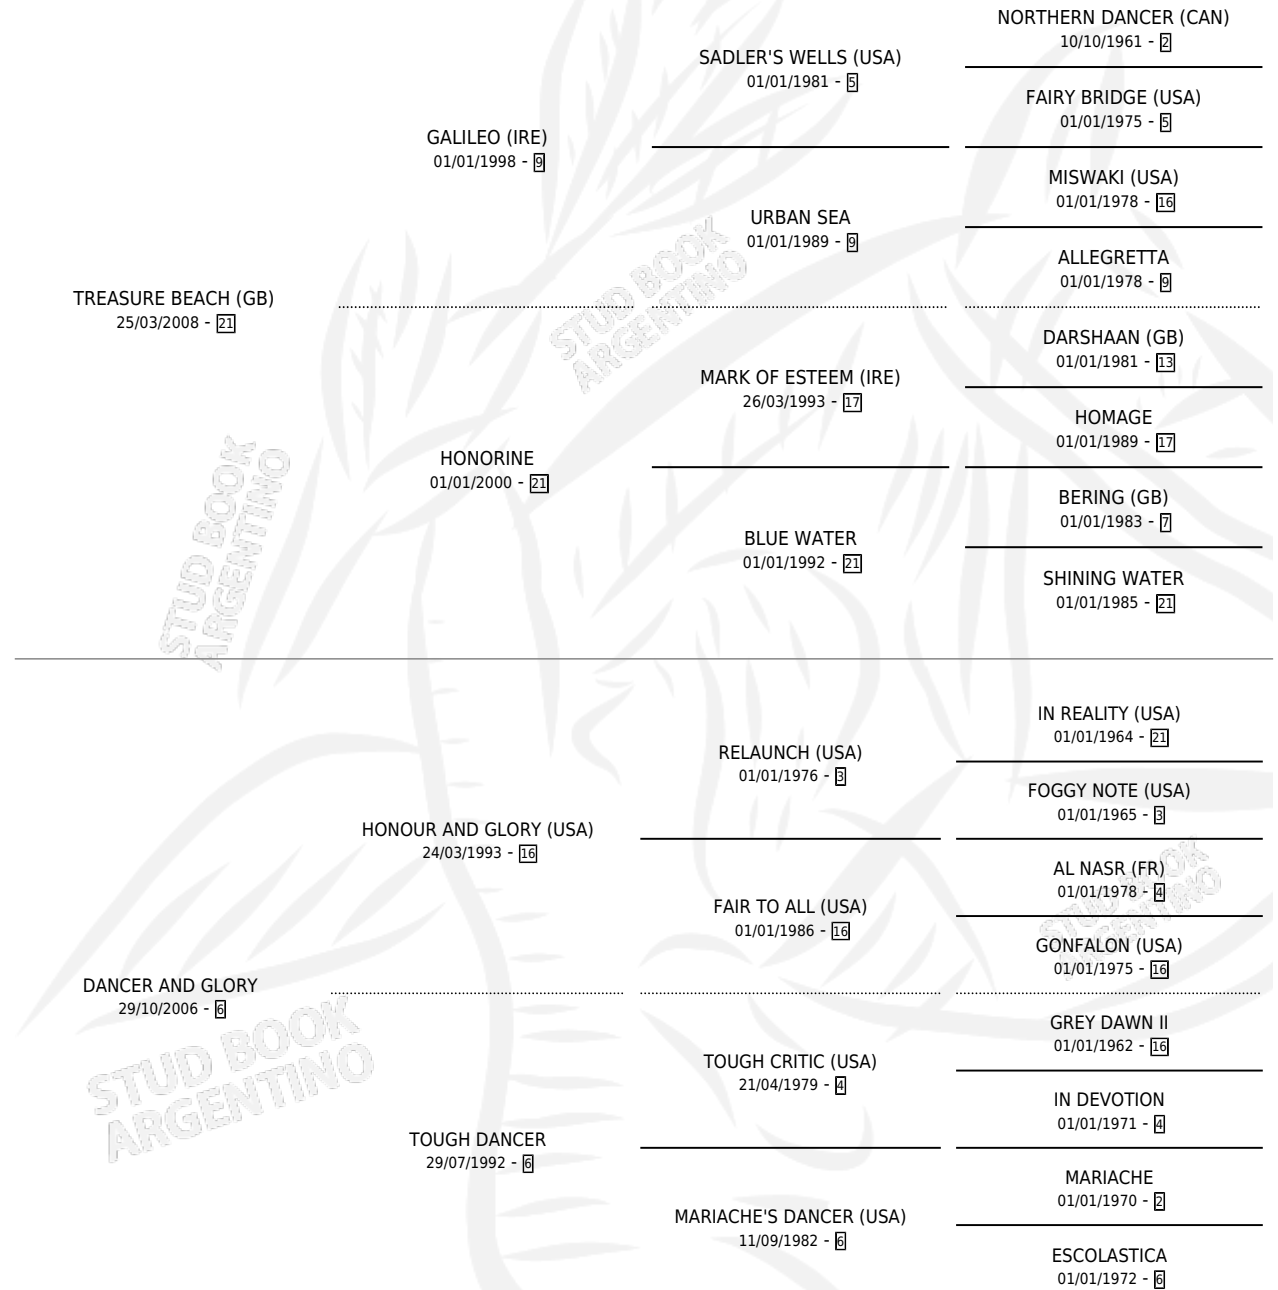 NORTHERN DANCER (CAN)
10/10/1961 - 2
SADLER'S WELLS (USA)
01/01/1981 - 5
FAIRY BRIDGE (USA)
01/01/1975 - 5
GALILEO (IRE)
01/01/1998 - 9
MISWAKI (USA)
01/01/1978 - 16
URBAN SEA
01/01/1989 - 9
ALLEGRETTA
01/01/1978 - 9
TREASURE BEACH (GB)
25/03/2008 - 21
DARSHAAN (GB)
01/01/1981 - 13
MARK OF ESTEEM (IRE)
26/03/1993 - 17
HOMAGE
01/01/1989 - 17
HONORINE
01/01/2000 - 21
BERING (GB)
01/01/1983 - 7
BLUE WATER
01/01/1992 - 21
SHINING WATER
01/01/1985 - 21
IN REALITY (USA)
01/01/1964 - 21
RELAUNCH (USA)
01/01/1976 - 3
FOGGY NOTE (USA)
01/01/1965 - 3
HONOUR AND GLORY (USA)
24/03/1993 - 16
AL NASR (FR)
01/01/1978 - 4
FAIR TO ALL (USA)
01/01/1986 - 16
GONFALON (USA)
01/01/1975 - 16
DANCER AND GLORY
29/10/2006 - 6
GREY DAWN II
01/01/1962 - 16
TOUGH CRITIC (USA)
21/04/1979 - 4
IN DEVOTION
01/01/1971 - 4
TOUGH DANCER
29/07/1992 - 6
MARIACHE
01/01/1970 - 2
MARIACHE'S DANCER (USA)
11/09/1982 - 6
ESCOLASTICA
01/01/1972 - 6
STUD BOOK
ARGENTINO
STUD BOOK
ARGENTINO
STUD BOOK
ARGENTINO
STUD BOOK
ARGENTINO